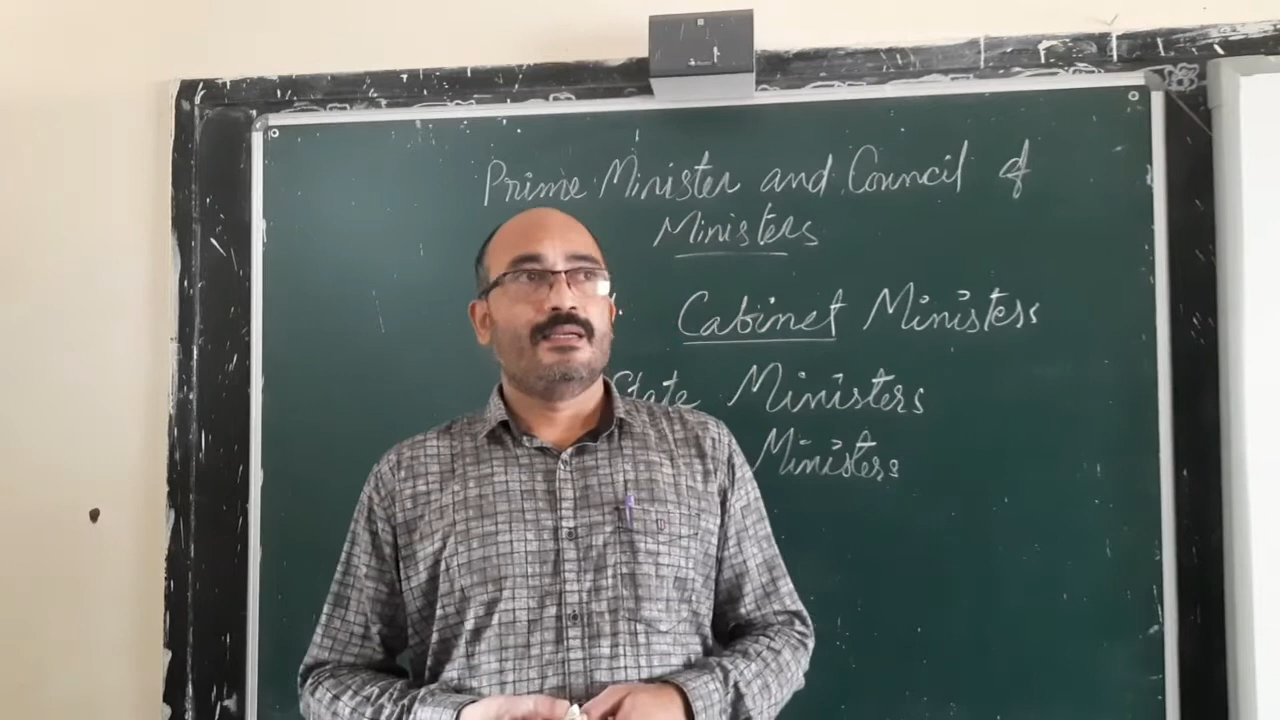 Prime Minister and Council of
Ministers
Cabinet Ministers
State Ministers
Ministers